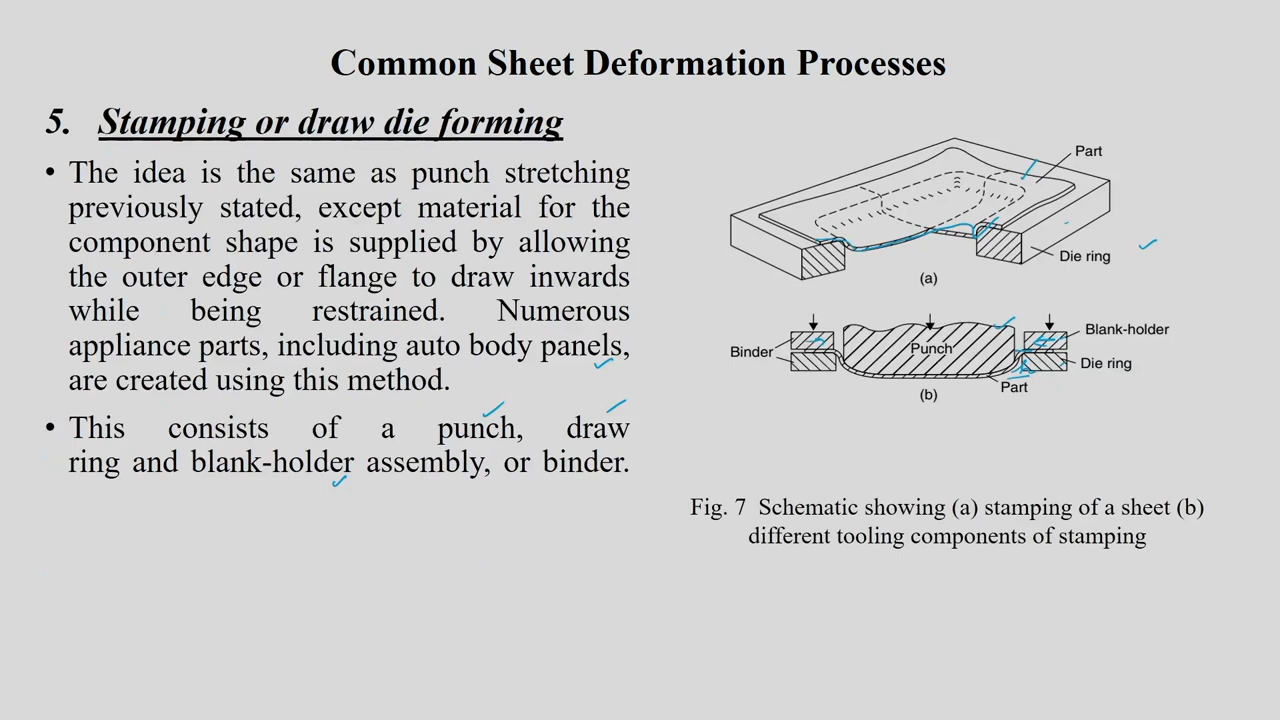 Common Sheet Deformation Processes
5. Stamping or draw die forming
• The idea is the same as punch stretching
previously stated, except material for the
component shape is supplied by allowing
the outer edge or flange to draw inwards
while being restrained. Numerous
appliance parts, including auto body panels,
are created using this method.
• This consists of a punch, draw
ring and blank-holder assembly, or binder.
Part
Die ring
(a)
Blank-holder
Binder
Punch
Die ring
Part
(b)
Fig. 7 Schematic showing (a) stamping of a sheet (b)
different tooling components of stamping